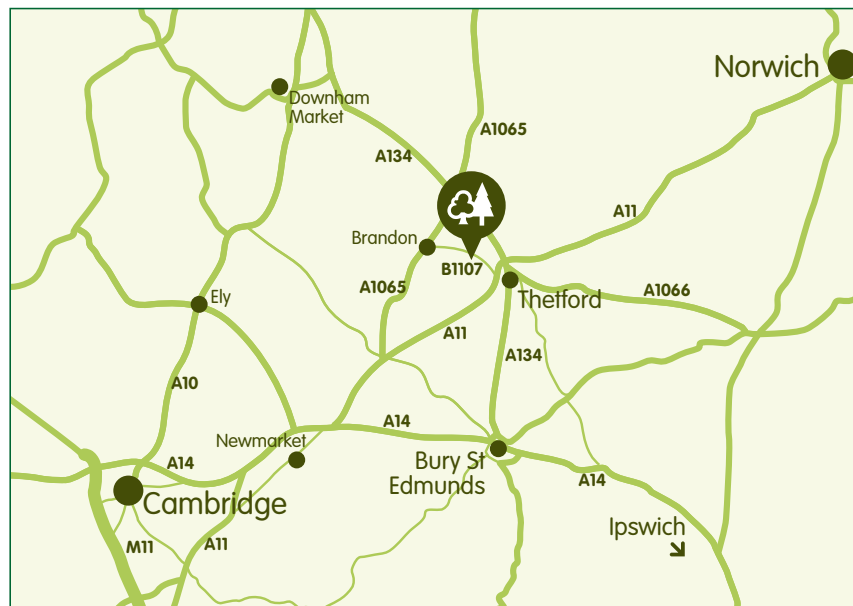 Norwich
Downham
Market
A1065
A134
A11
Brandon
B1107
A1065
A1066
Ely
Thetford
A11
A134
A10
A14
Newmarket
A14
Bury St
Edmunds
A14
Cambridge
Ipswich
M11
A11